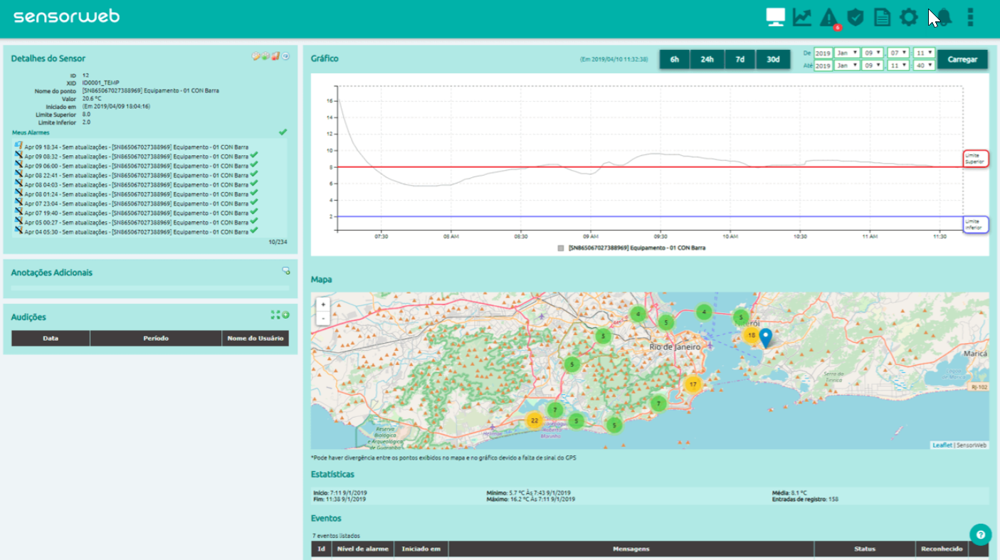 sensorweb
6
Detalhes do Sensor
ID 12
XID ID0001_TEMP
Nome do ponto [SN865067027388969] Equipamento - 01 CON Barra
Valor 20.6 ºC
Iniciado em (Em 2019/04/09 18:04:16)
Limite Superior 8.0
Limite Inferior 2.0
Meus Alarmes
Apr 09 18:34 - Sem atualizações - [SN865067027388969] Equipamento - 01 CON Barra
Apr 09 08:32 - Sem atualizações - [SN865067027388969] Equipamento - 01 CON Barra
Apr 09 06:00 - Sem atualizações - [SN865067027388969] Equipamento - 01 CON Barra
Apr 08 22:41 - Sem atualizações - [SN865067027388969] Equipamento - 01 CON Barra
Apr 08 04:03 - Sem atualizações - [SN865067027388969] Equipamento - 01 CON Barra
Apr 08 01:24 - Sem atualizações - [SN865067027388969] Equipamento - 01 CON Barra
Apr 07 23:04 - Sem atualizações - [SN865067027388969] Equipamento - 01 CON Barra
Apr 07 19:40 - Sem atualizações - [SN865067027388969] Equipamento - 01 CON Barra
Apr 05 00:27 - Sem atualizações - [SN865067027388969] Equipamento - 01 CON Barra
Apr 04 05:30 - Sem atualizações - [SN865067027388969] Equipamento - 01 CON Barra
10/234
Anotações Adicionais
Audições
Data Período Nome do Usuário
Gráfico
(Em 2019/04/10 11:32:38)
6h 24h 7d 30d
De 2019 Jan 09 , 07 : 11
Até 2019 Jan 09 , 11 : 40
Carregar
16
14
12
10
8
6
4
2
Limite
Superior
Limite
Inferior
07:30 08 AM 08:30 09 AM 09:30 10 AM 10:30 11 AM 11:30
[SN865067027388969] Equipamento - 01 CON Barra
Mapa
+
-
4
5
4
5
Niterói
18
5
Rio de Janeiro
Maricá
5
Serra da
Tiririca
RJ-102
17
7
7
22
5
5
Roberto
Marinho
Reserva
Biológica
e Arqueológica
de Guaratiba
Leaflet | SensorWeb
*Pode haver divergência entre os pontos exibidos no mapa e no gráfico devido a falta de sinal do GPS
Estatísticas
Início: 7:11 9/1/2019
Fim: 11:38 9/1/2019
Mínimo: 5.7 ºC Às 7:43 9/1/2019
Máximo: 16.2 ºC Às 7:11 9/1/2019
Média: 8.1 ºC
Entradas de registro: 158
Eventos
7 eventos listados
Id Nível de alarme Iniciado em Mensagens Status Reconhecido
?